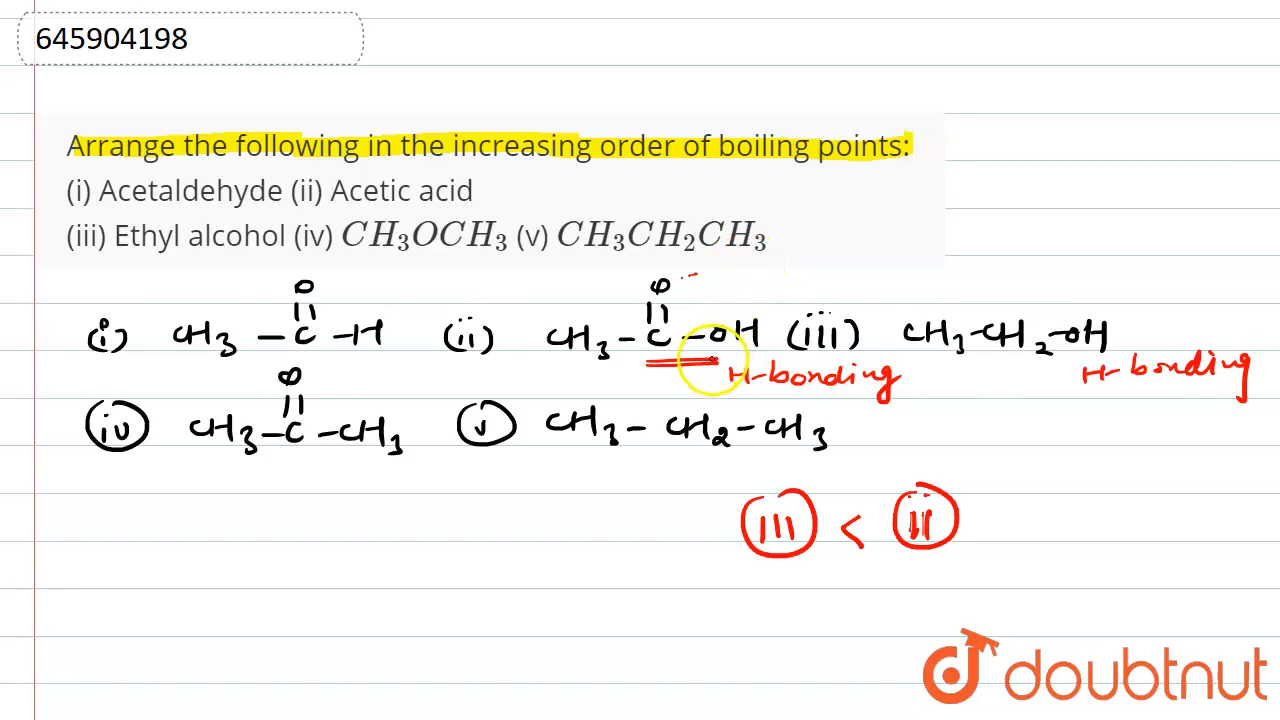 645904198
Arrange the following in the increasing order of boiling points:
(i) Acetaldehyde (ii) Acetic acid
(iii) Ethyl alcohol (iv) CH₃OCH₃ (v) CH₃CH₂CH₃
O O
(i) CH₃ – C – H (ii) CH₃ – C – OH (iii) CH₃–CH₂–OH
H-bonding H-bonding
O
(iv) CH₃–C–CH₃ (v) CH₃– CH₂–CH₃
(iii) < (ii)
doubtnut